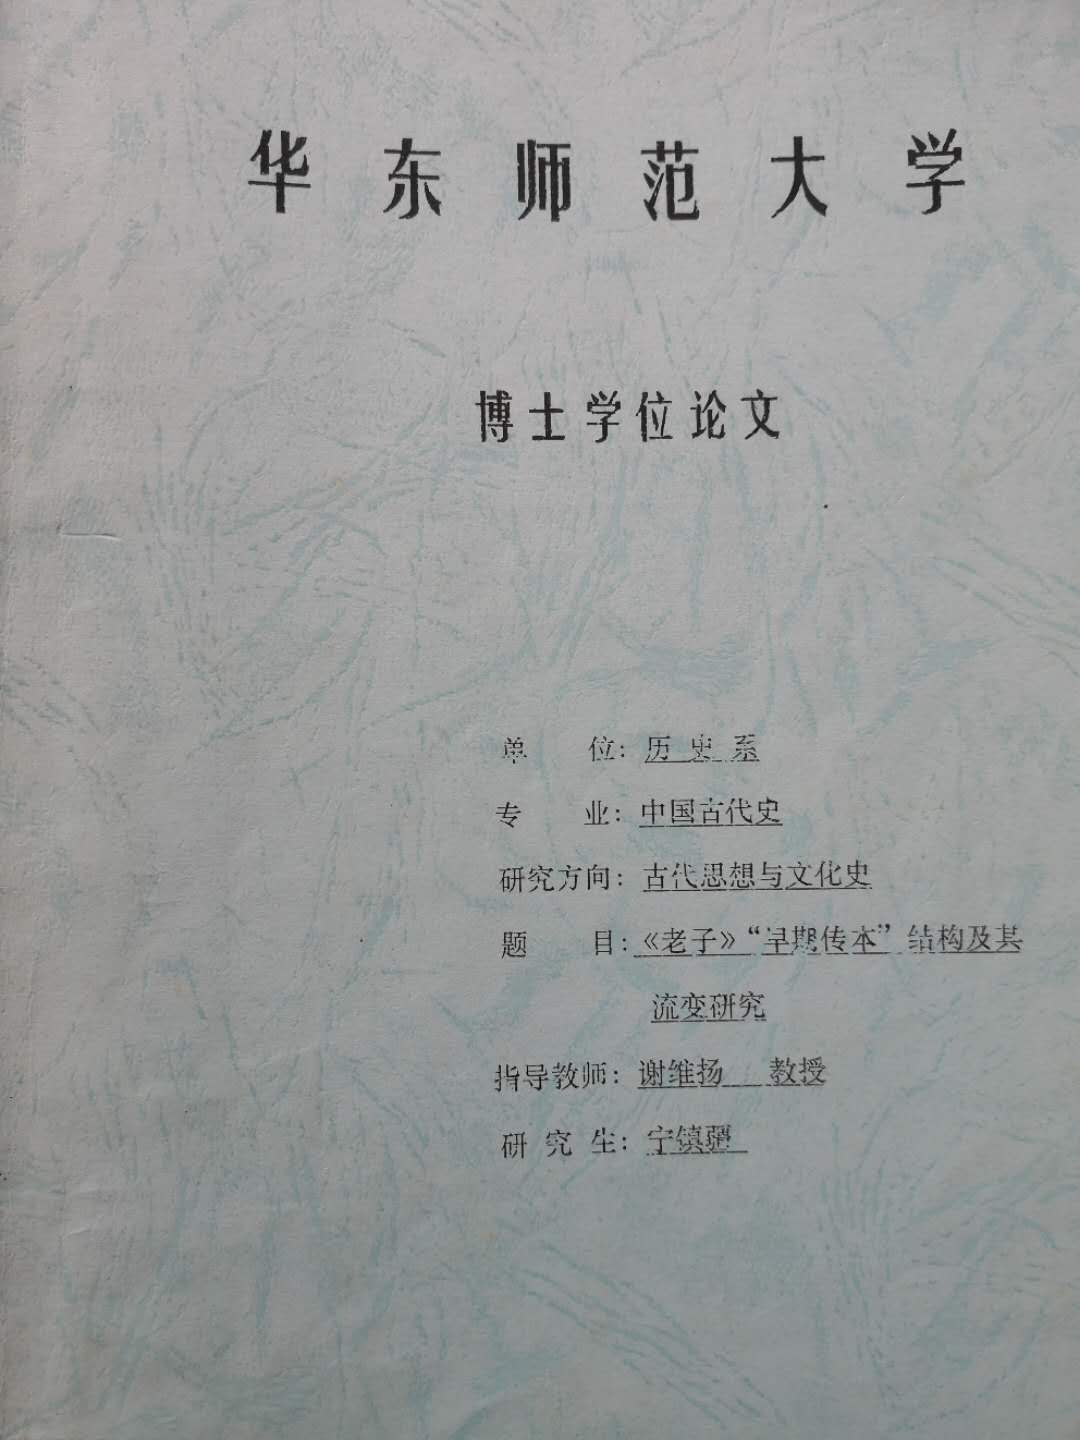 华东师范大学
博士学位论文
单 位：历 史 系
专 业：中国古代史
研究方向：古代思想与文化史
题 目：《老子》“早期传本”结构及其
流变研究
指导教师：谢维扬 教授
研 究 生：宁镇疆